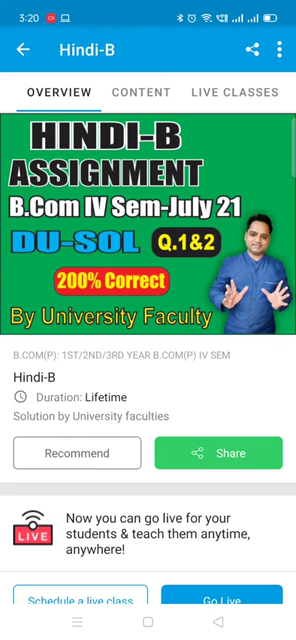 3:20
Hindi-B
OVERVIEW CONTENT LIVE CLASSES
HINDI-B
ASSIGNMENT
B.Com IV Sem-July 21
DU-SOL Q.1&2
200% Correct
By University Faculty
B.COM(P): 1ST/2ND/3RD YEAR B.COM(P) IV SEM
Hindi-B
Duration: Lifetime
Solution by University faculties
Recommend Share
LIVE Now you can go live for your
students & teach them anytime,
anywhere!
Schedule a live class Go Live